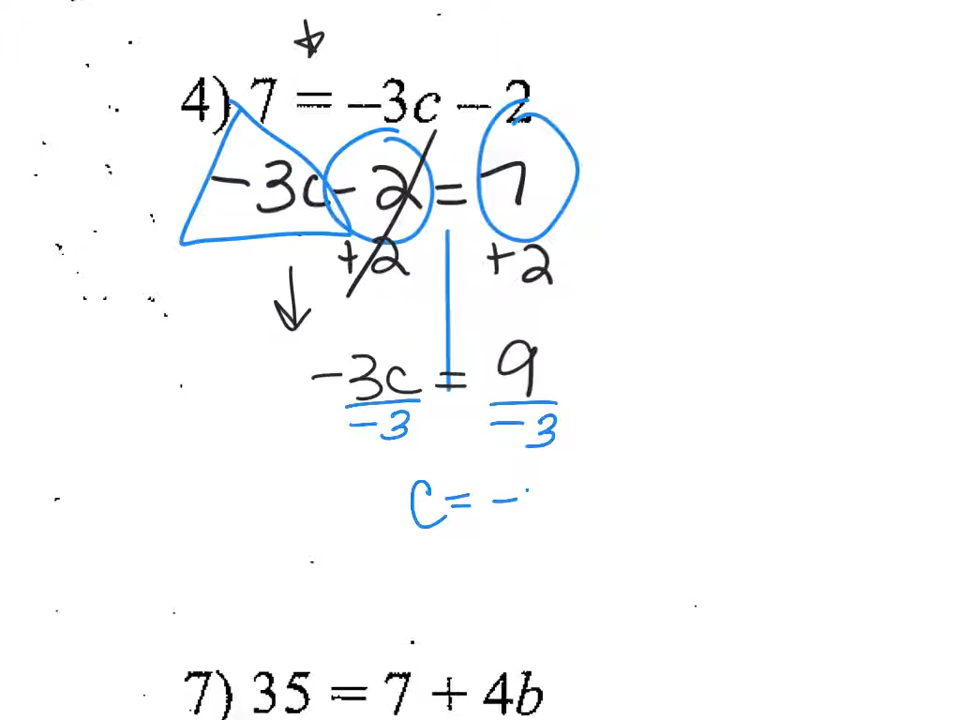 4) 7 = −3c − 2
−3c − 2 = 7
+2 +2
−3c = 9
−3 −3
c = −
7) 35 = 7 + 4b